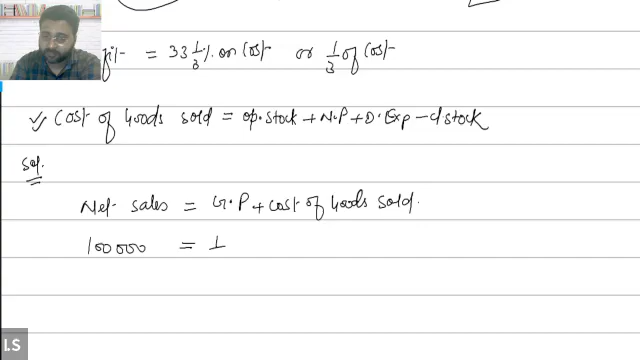 fit = 33 1/3 % on Cost or 1/3 of Cost
✓ Cost of Goods Sold = op. stock + N.P + D. Exp - cl stock
Sol.
Net sales = G.P + Cost of Goods sold.
100000 = 1
I.S